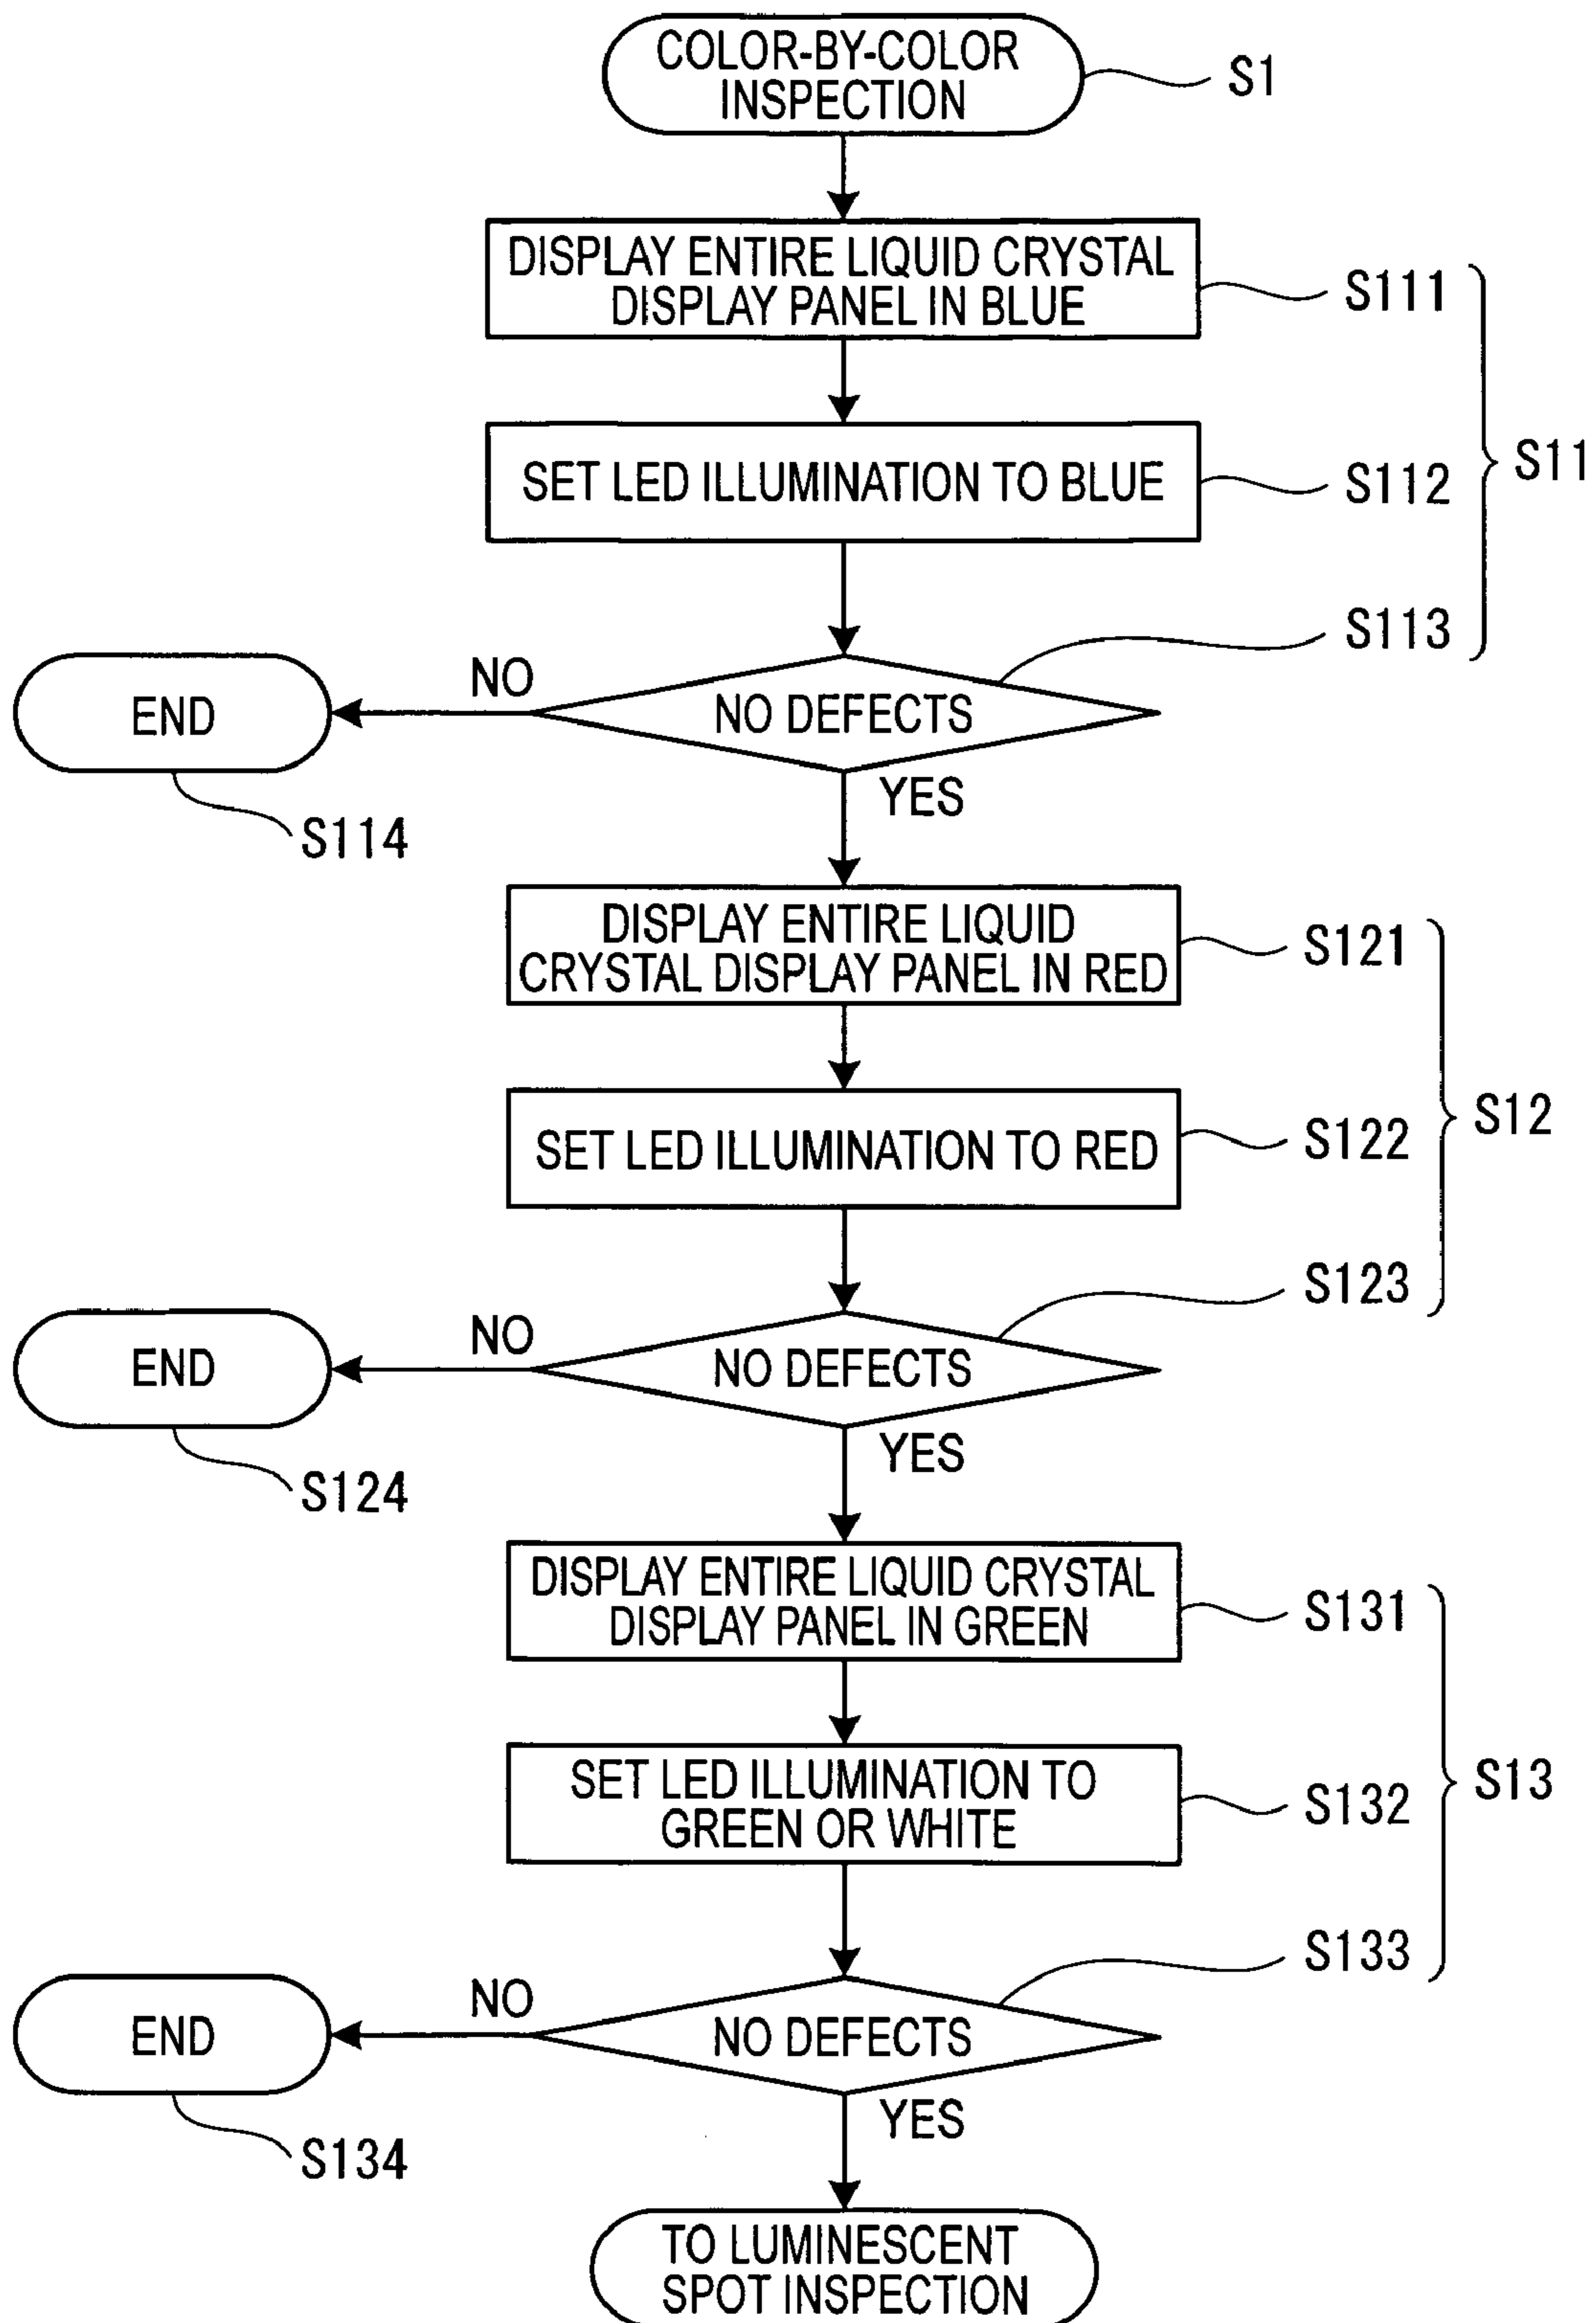 COLOR-BY-COLOR
INSPECTION
S1
DISPLAY ENTIRE LIQUID CRYSTAL
DISPLAY PANEL IN BLUE
S111
SET LED ILLUMINATION TO BLUE
S112
S11
S113
NO
NO DEFECTS
END
YES
S114
DISPLAY ENTIRE LIQUID
CRYSTAL DISPLAY PANEL IN RED
S121
SET LED ILLUMINATION TO RED
S122
S12
S123
NO
NO DEFECTS
END
YES
S124
DISPLAY ENTIRE LIQUID CRYSTAL
DISPLAY PANEL IN GREEN
S131
SET LED ILLUMINATION TO
GREEN OR WHITE
S132
S13
S133
NO
NO DEFECTS
END
YES
S134
TO LUMINESCENT
SPOT INSPECTION